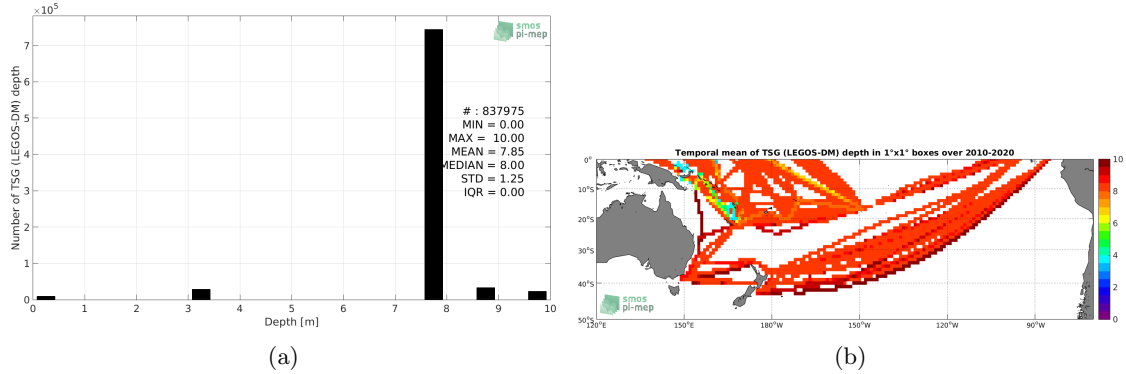 ×10⁵
7
6
5
4
3
2
1
0
Number of TSG (LEGOS-DM) depth
smos
pi-mep
# : 837975
MIN = 0.00
MAX = 10.00
MEAN = 7.85
MEDIAN = 8.00
STD = 1.25
IQR = 0.00
0 1 2 3 4 5 6 7 8 9 10
Depth [m]
(a)
Temporal mean of TSG (LEGOS-DM) depth in 1°x1° boxes over 2010-2020
0°
10°S
20°S
30°S
40°S
50°S
smos
pi-mep
120°E 150°E 180°W 150°W 120°W 90°W
10
8
6
4
2
0
(b)